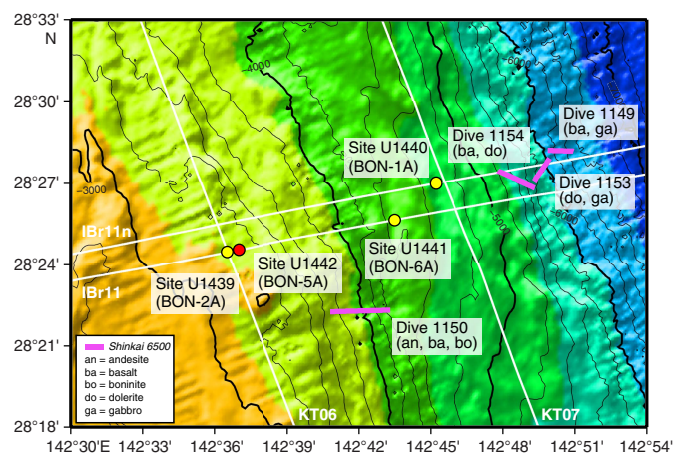 28°33'
N
28°30'
28°27'
28°24'
28°21'
28°18'
-4000
-6000
Dive 1149
(ba, ga)
Dive 1154
(ba, do)
Site U1440
(BON-1A)
-3000
Dive 1153
(do, ga)
-5000
-6000
IBr11n
Site U1441
(BON-6A)
Site U1442
(BON-5A)
Site U1439
(BON-2A)
IBr11
Dive 1150
(an, ba, bo)
Shinkai 6500
an = andesite
ba = basalt
bo = boninite
do = dolerite
ga = gabbro
KT06
KT07
142°30'E 142°33' 142°36' 142°39' 142°42' 142°45' 142°48' 142°51' 142°54'